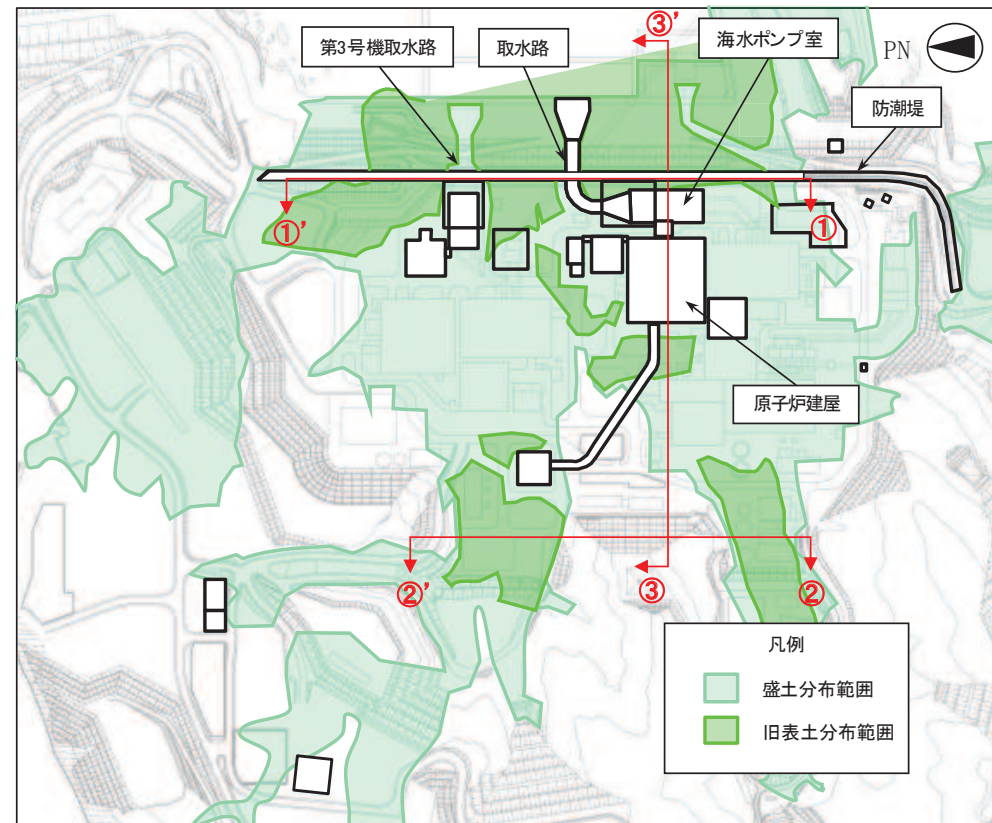 ③’
第3号機取水路
取水路
海水ポンプ室
PN
防潮堤
①’
①
原子炉建屋
②’
③
②
凡例
盛土分布範囲
旧表土分布範囲